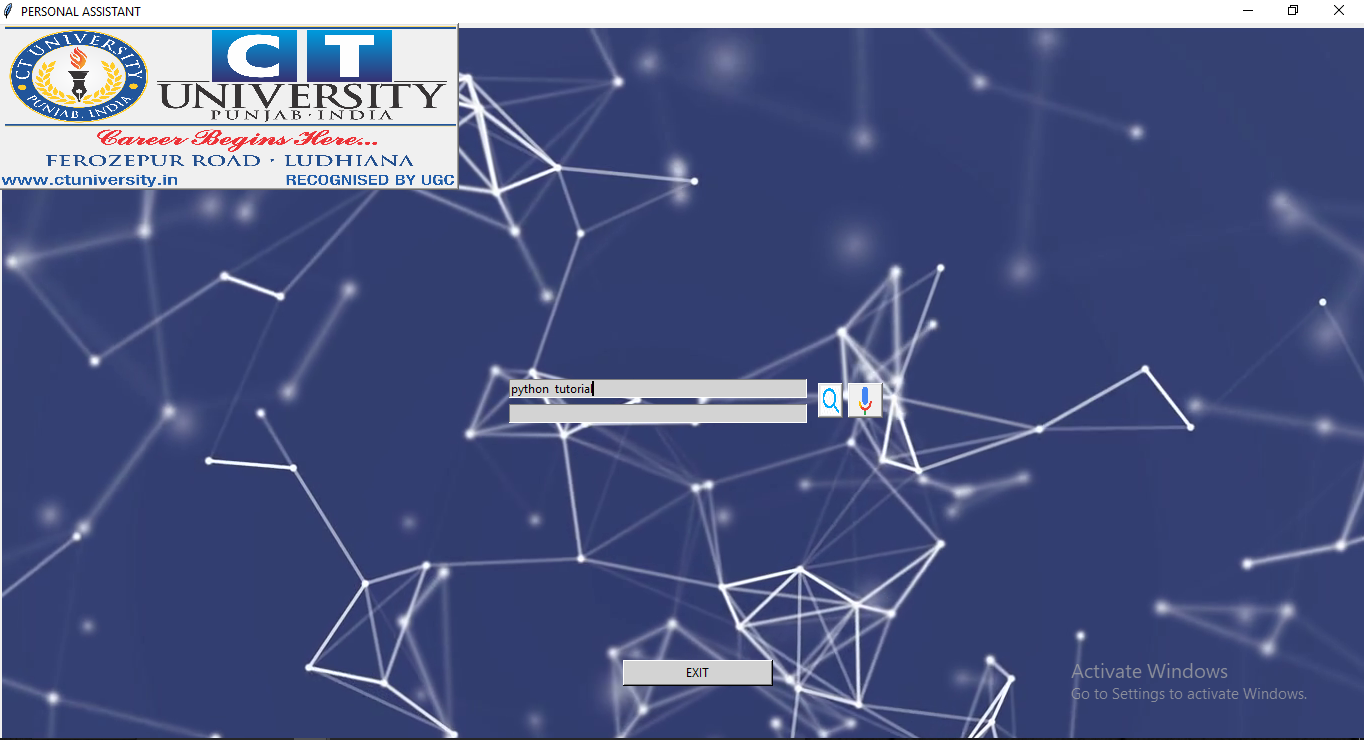 PERSONAL ASSISTANT
CT UNIVERSITY
PUNJAB, INDIA
CT
UNIVERSITY
PUNJAB·INDIA
Career Begins Here...
FEROZEPUR ROAD · LUDHIANA
www.ctuniversity.in RECOGNISED BY UGC
python tutorial
EXIT
Activate Windows
Go to Settings to activate Windows.